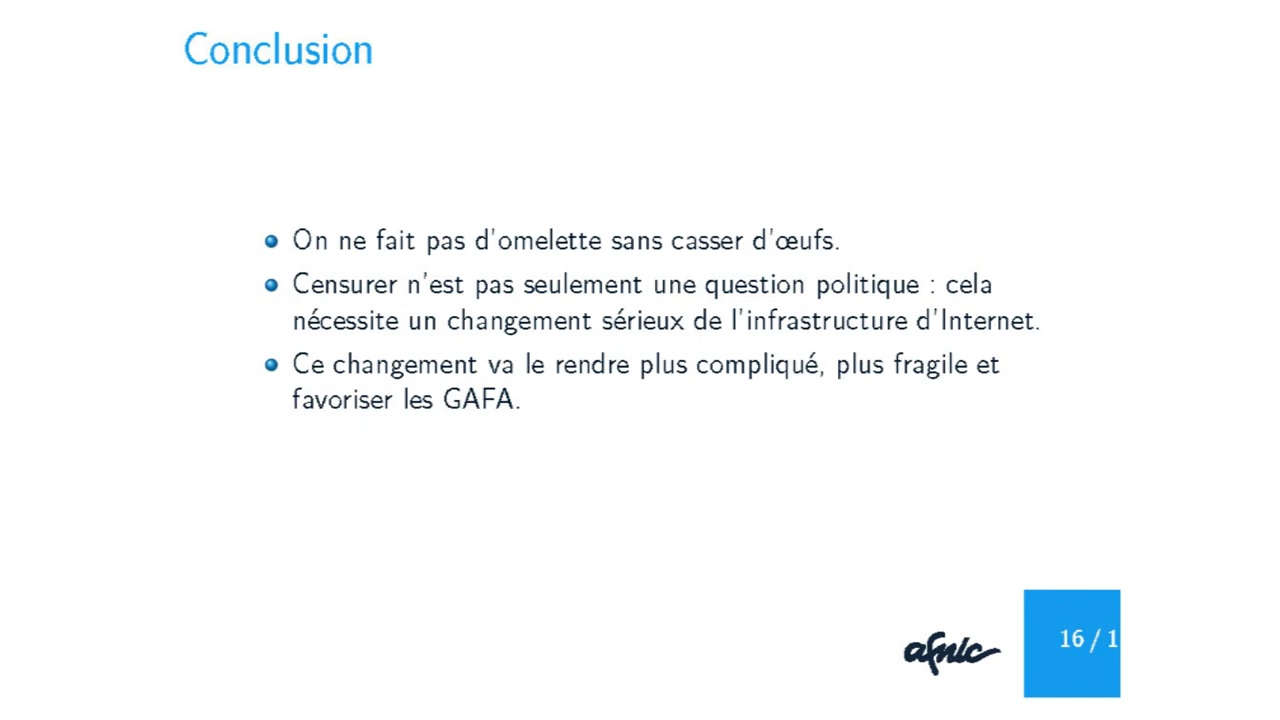 Conclusion
On ne fait pas d'omelette sans casser d'œufs.
Censurer n'est pas seulement une question politique : cela
nécessite un changement sérieux de l'infrastructure d'Internet.
Ce changement va le rendre plus compliqué, plus fragile et
favoriser les GAFA.
afnic
16 / 1